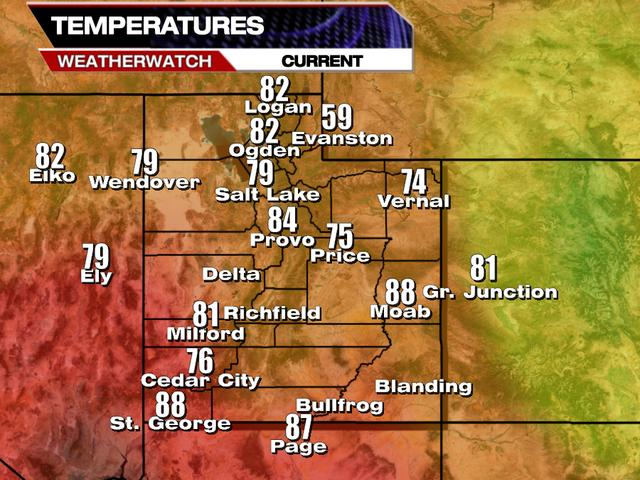 TEMPERATURES
WEATHERWATCH CURRENT
82
Logan
59
Evanston
82
Ogden
82
Elko
79
Wendover
79
Salt Lake
74
Vernal
84
Provo
75
Price
79
Ely
Delta
81
Gr. Junction
88
Moab
Richfield
81
Milford
76
Cedar City
Blanding
88
St. George
Bullfrog
87
Page